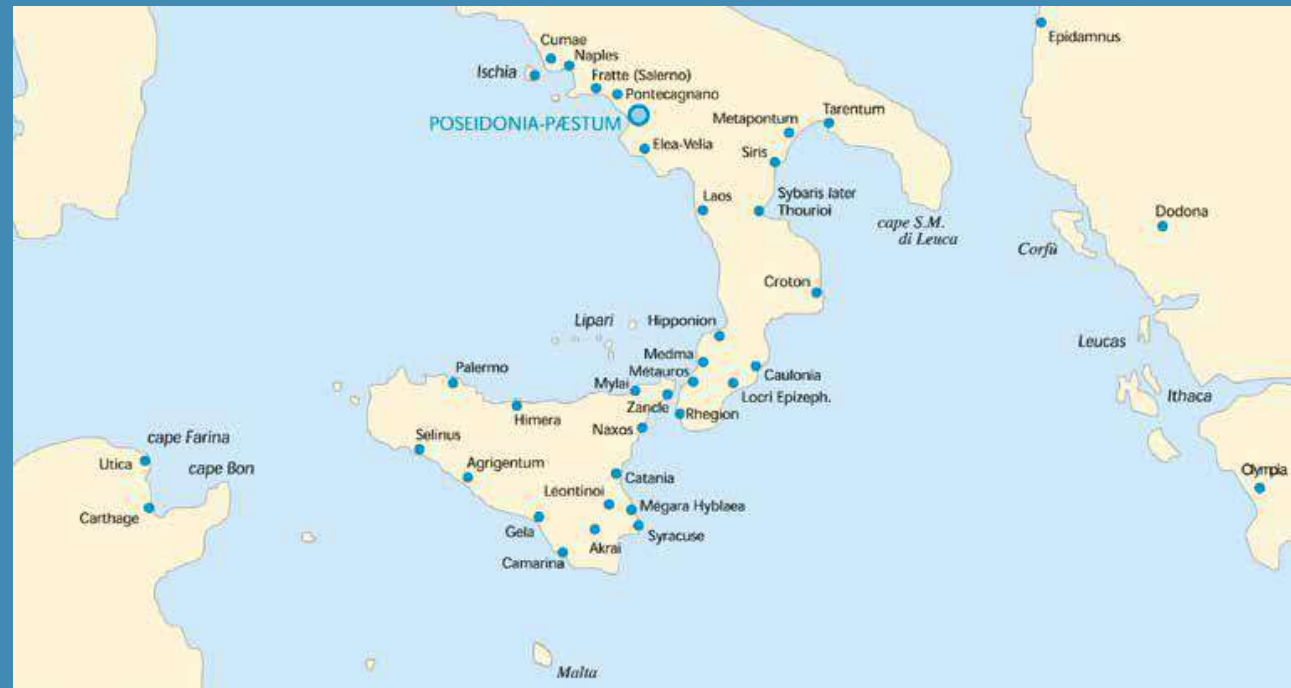 Epidamnus
Cumae
Naples
Ischia
Fratte (Salerno)
Pontecagnano
POSEIDONIA-PÆSTUM
Metapontum
Tarentum
Elea-Velia
Siris
Laos
Sybaris later
Thourioi
cape S.M.
di Leuca
Dodona
Corfù
Croton
Lipari
Hipponion
Leucas
Medma
Métauros
Caulonia
Palermo
Mylai
Zancle
Locri Epizeph.
Ithaca
Himera
Rhegion
Naxos
cape Farina
Selinus
Utica
cape Bon
Agrigentum
Catania
Olympia
Léontinoi
Mégara Hyblaea
Carthage
Gela
Akrai
Syracuse
Camarina
Malta